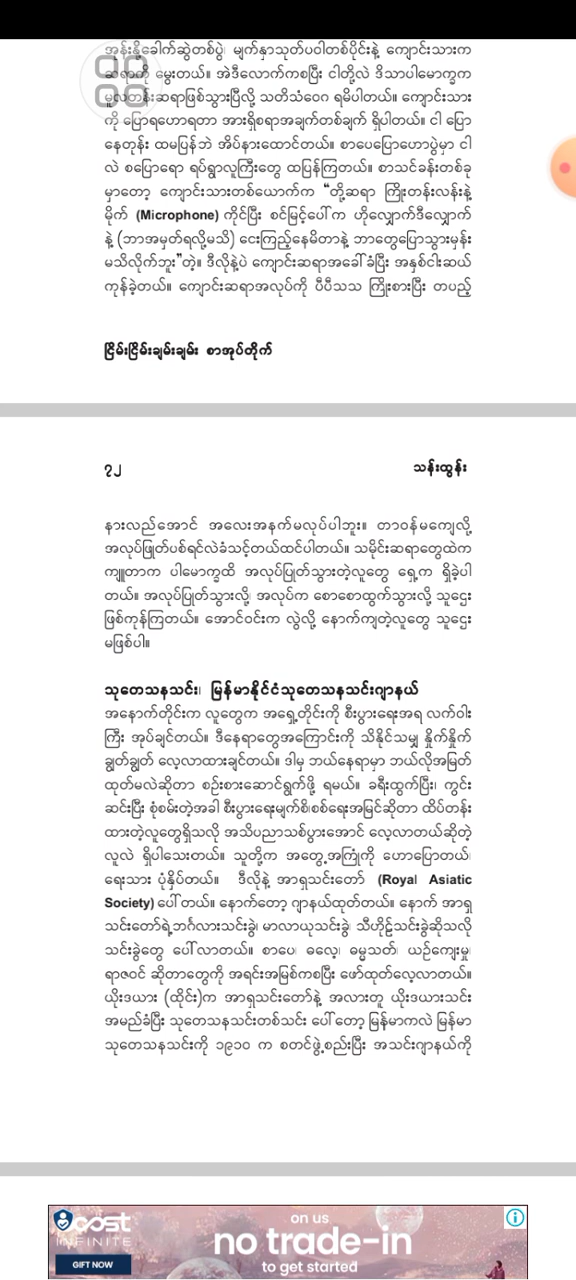 အုန်းနို့ခေါက်ဆွဲတစ်ပွဲ၊ မျက်နှာသုတ်ပဝါတစ်ပိုင်းနဲ့ ကျောင်းသားက
ဆရာကို မွေးတယ်။ အဲဒီလောက်ကစပြီး ငါတို့လဲ ဒိသာပါမောက္ခက
မူလတန်းဆရာဖြစ်သွားပြီလို့ သတိသံဝေဂ ရမိပါတယ်။ ကျောင်းသား
ကို ပြောရဟောရတာ အားရှိစရာအချက်တစ်ချက် ရှိပါတယ်။ ငါ ပြော
နေတုန်း ထမပြန်ဘဲ အိပ်နားထောင်တယ်။ စာပေပြောဟောပွဲမှာ ငါ
လဲ စပြောရော ရပ်ရွာလူကြီးတွေ ထပြန်ကြတယ်။ စာသင်ခန်းတစ်ခု
မှာတော့ ကျောင်းသားတစ်ယောက်က “တို့ဆရာ ကြိုးတန်းလန်းနဲ့
မိုက် (Microphone) ကိုင်ပြီး စင်မြင့်ပေါ်က ဟိုလျှောက်ဒီလျှောက်
နဲ့ (ဘာအမှတ်ရလို့မသိ) ငေးကြည့်နေမိတာနဲ့ ဘာတွေပြောသွားမှန်း
မသိလိုက်ဘူး”တဲ့။ ဒီလိုနဲ့ပဲ ကျောင်းဆရာအခေါ်ခံပြီး အနှစ်ငါးဆယ်
ကုန်ခဲ့တယ်။ ကျောင်းဆရာအလုပ်ကို ပီပီသသ ကြိုးစားပြီး တပည့်
ငြိမ်းငြိမ်းချမ်းချမ်း စာအုပ်တိုက်
၇၂ သန်းထွန်း
နားလည်အောင် အလေးအနက်မလုပ်ပါဘူး။ တာဝန်မကျေလို့
အလုပ်ဖြုတ်ပစ်ရင်လဲခံသင့်တယ်ထင်ပါတယ်။ သမိုင်းဆရာတွေထဲက
ကျူတာက ပါမောက္ခထိ အလုပ်ပြုတ်သွားတဲ့လူတွေ ရှေ့က ရှိခဲ့ပါ
တယ်။ အလုပ်ပြုတ်သွားလို့၊ အလုပ်က စောစောထွက်သွားလို့ သူဌေး
ဖြစ်ကုန်ကြတယ်။ အောင်ဝင်းက လွဲလို့ နောက်ကျတဲ့လူတွေ သူဌေး
မဖြစ်ပါ။
သုတေသနသင်း၊ မြန်မာနိုင်ငံသုတေသနသင်းဂျာနယ်
အနောက်တိုင်းက လူတွေက အရှေ့တိုင်းကို စီးပွားရေးအရ လက်ဝါး
ကြီး အုပ်ချင်တယ်။ ဒီနေရာတွေအကြောင်းကို သိနိုင်သမျှ နှိုက်နှိုက်
ချွတ်ချွတ် လေ့လာထားချင်တယ်။ ဒါမှ ဘယ်နေရာမှာ ဘယ်လိုအမြတ်
ထုတ်မလဲဆိုတာ စဉ်းစားဆောင်ရွက်ဖို့ ရမယ်။ ခရီးထွက်ပြီး၊ ကွင်း
ဆင်းပြီး စုံစမ်းတဲ့အခါ စီးပွားရေးမျက်စိ၊စစ်ရေးအမြင်ဆိုတာ ထိပ်တန်း
ထားတဲ့လူတွေရှိသလို အသိပညာသစ်ပွားအောင် လေ့လာတယ်ဆိုတဲ့
လူလဲ ရှိပါသေးတယ်။ သူတို့က အတွေ့အကြုံကို ဟောပြောတယ်၊
ရေးသား ပုံနှိပ်တယ်။ ဒီလိုနဲ့ အာရှသင်းတော် (Royal Asiatic
Society) ပေါ်တယ်။ နောက်တော့ ဂျာနယ်ထုတ်တယ်။ နောက် အာရှ
သင်းတော်ရဲ့ဘင်္ဂလားသင်းခွဲ၊ မာလာယုသင်းခွဲ၊ သီဟိုဠ်သင်းခွဲဆိုသလို
သင်းခွဲတွေ ပေါ်လာတယ်။ စာပေ၊ ဓလေ့၊ ဓမ္မသတ်၊ ယဉ်ကျေးမှု၊
ရာဇဝင် ဆိုတာတွေကို အရင်းအမြစ်ကစပြီး ဖော်ထုတ်လေ့လာတယ်။
ယိုးဒယား (ထိုင်း)က အာရှသင်းတော်နဲ့ အလားတူ ယိုးဒယားသင်း
အမည်ခံပြီး သုတေသနသင်းတစ်သင်း ပေါ်တော့ မြန်မာကလဲ မြန်မာ
သုတေသနသင်းကို ၁၉၁၀ က စတင်ဖွဲ့စည်းပြီး အသင်းဂျာနယ်ကို
boost
INFINITE
GIFT NOW
on us
no trade-in
to get started